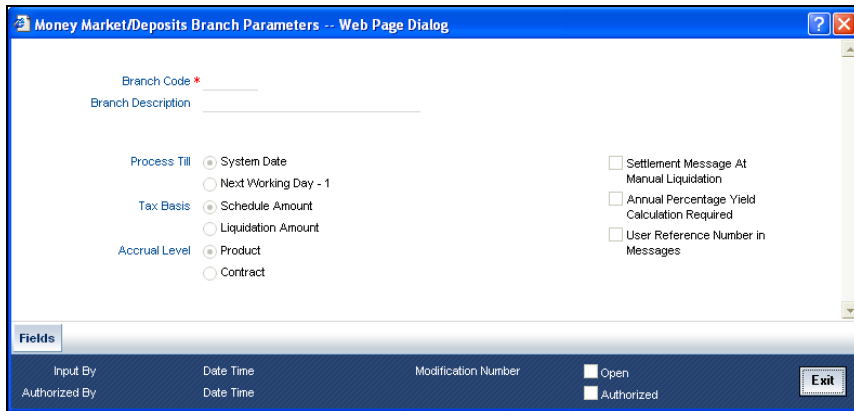 Money Market/Deposits Branch Parameters -- Web Page Dialog
Branch Code *
Branch Description
Process Till System Date
Next Working Day - 1
Tax Basis Schedule Amount
Liquidation Amount
Accrual Level Product
Contract
Settlement Message At
Manual Liquidation
Annual Percentage Yield
Calculation Required
User Reference Number in
Messages
Fields
Input By Date Time Modification Number Open
Authorized By Date Time Authorized
Exit